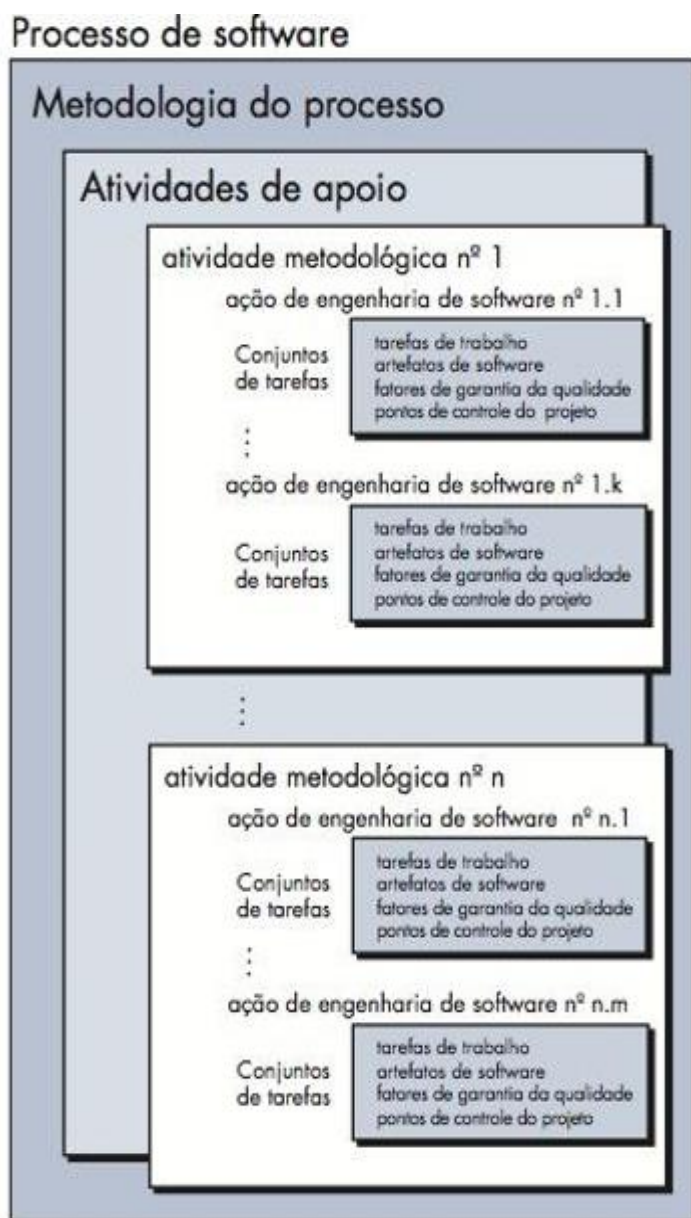 Processo de software
Metodologia do processo
Atividades de apoio
atividade metodológica nº 1
ação de engenharia de software nº 1.1
Conjuntos
de tarefas
tarefas de trabalho
artefatos de software
fatores de garantia da qualidade
pontos de controle do projeto
⋮
ação de engenharia de software nº 1.k
Conjuntos
de tarefas
tarefas de trabalho
artefatos de software
fatores de garantia da qualidade
pontos de controle do projeto
⋮
atividade metodológica nº n
ação de engenharia de software nº n.1
Conjuntos
de tarefas
tarefas de trabalho
artefatos de software
fatores de garantia da qualidade
pontos de controle do projeto
⋮
ação de engenharia de software nº n.m
Conjuntos
de tarefas
tarefas de trabalho
artefatos de software
fatores de garantia da qualidade
pontos de controle do projeto